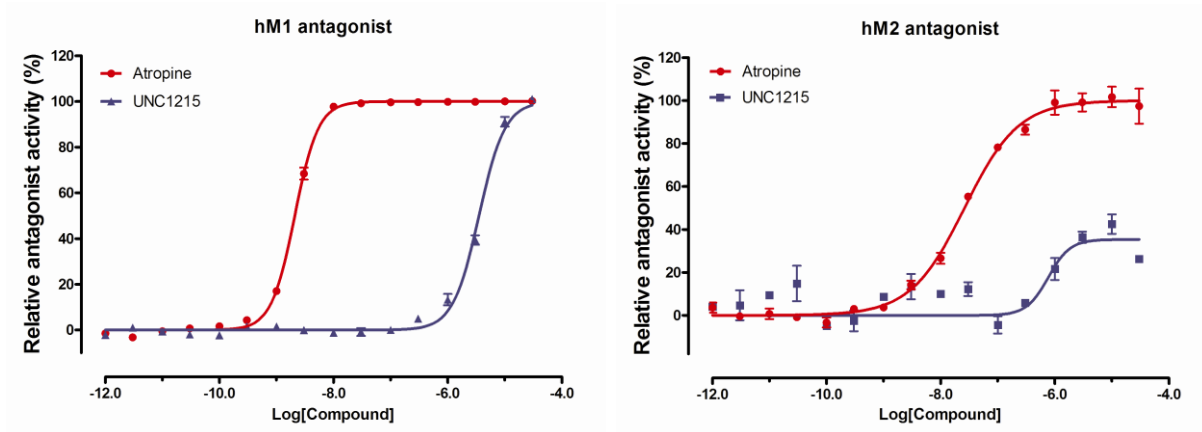 hM1 antagonist
Relative antagonist activity (%)
120
100
80
60
40
20
0
Atropine
UNC1215
-12.0
-10.0
-8.0
-6.0
-4.0
Log[Compound]
hM2 antagonist
Relative antagonist activity (%)
120
100
80
60
40
20
0
Atropine
UNC1215
-12.0
-10.0
-8.0
-6.0
-4.0
Log[Compound]